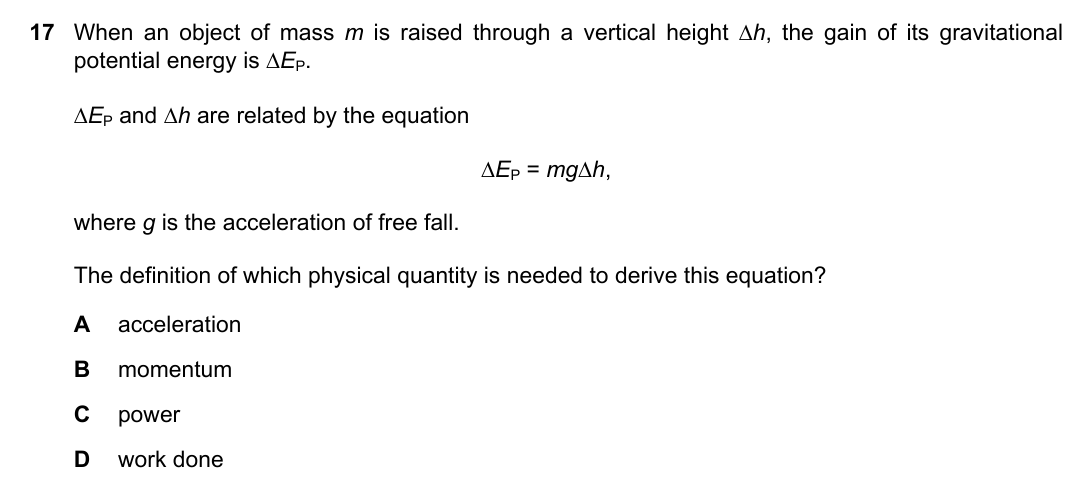 17 When an object of mass m is raised through a vertical height Δh, the gain of its gravitational
potential energy is ΔEP.
ΔEP and Δh are related by the equation
ΔEP = mgΔh,
where g is the acceleration of free fall.
The definition of which physical quantity is needed to derive this equation?
A acceleration
B momentum
C power
D work done